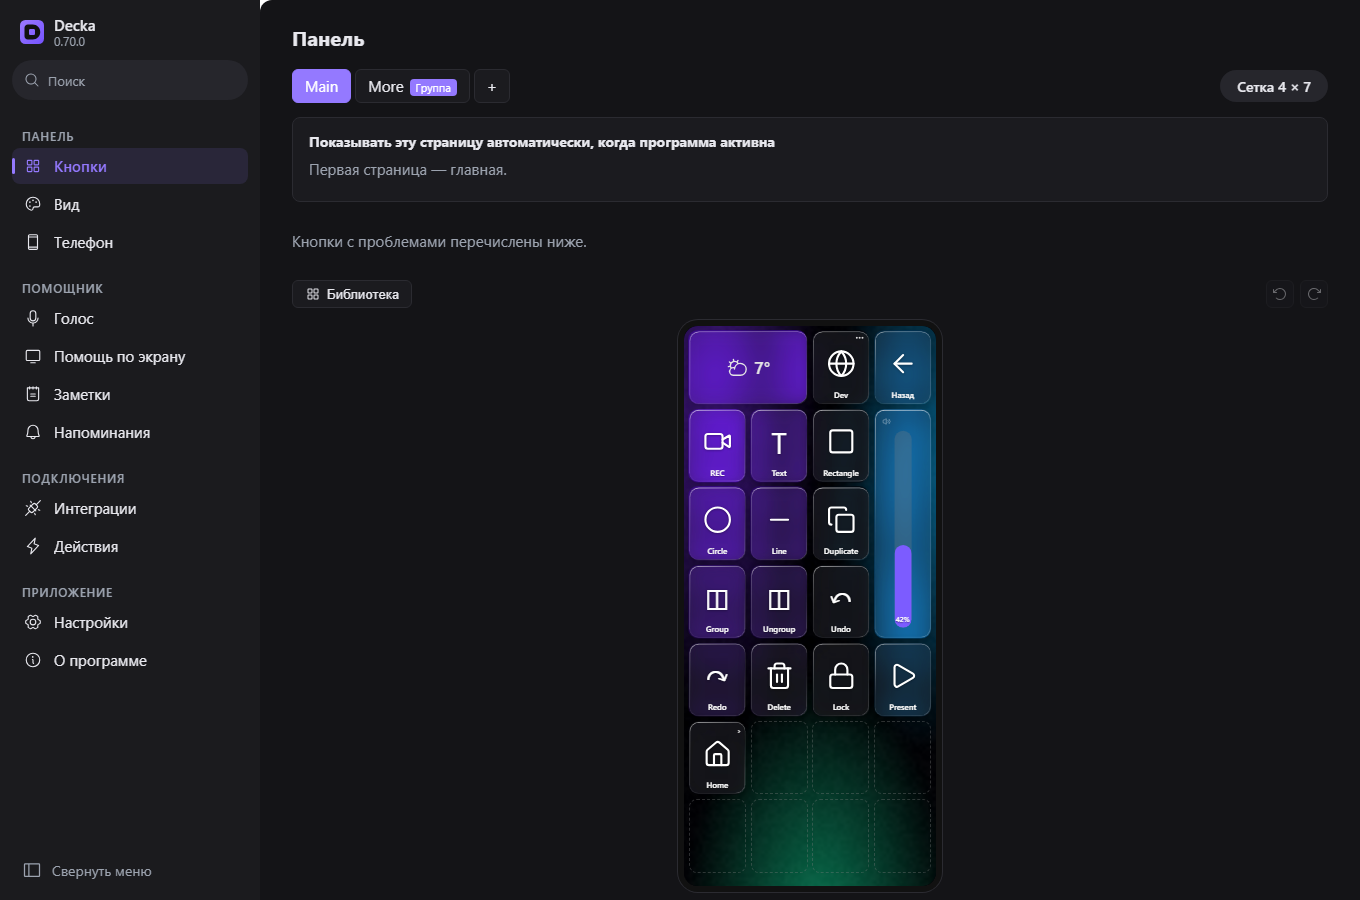 Decka
0.70.0
Поиск
ПАНЕЛЬ
Кнопки
Вид
Телефон
ПОМОЩНИК
Голос
Помощь по экрану
Заметки
Напоминания
ПОДКЛЮЧЕНИЯ
Интеграции
Действия
ПРИЛОЖЕНИЕ
Настройки
О программе
Свернуть меню
Панель
Main More Группа + Сетка 4 × 7
Показывать эту страницу автоматически, когда программа активна
Первая страница — главная.
Кнопки с проблемами перечислены ниже.
Библиотека
7° Dev Назад
REC Text Rectangle
Circle Line Duplicate
Group Ungroup Undo 42%
Redo Delete Lock Present
Home